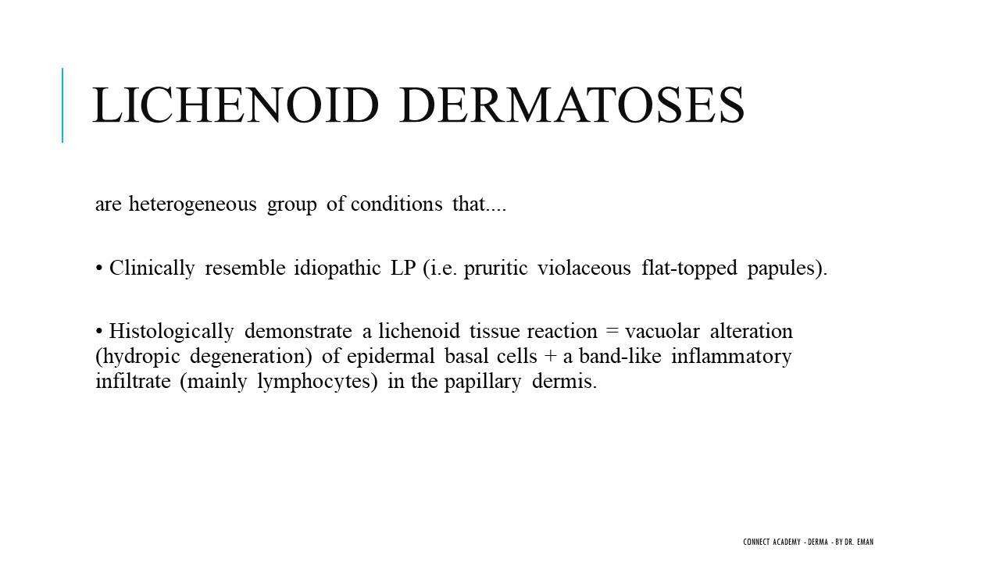 LICHENOID DERMATOSES
are heterogeneous group of conditions that....
• Clinically resemble idiopathic LP (i.e. pruritic violaceous flat-topped papules).
• Histologically demonstrate a lichenoid tissue reaction = vacuolar alteration
(hydropic degeneration) of epidermal basal cells + a band-like inflammatory
infiltrate (mainly lymphocytes) in the papillary dermis.
CONNECT ACADEMY - DERMA - BY DR. EMAN